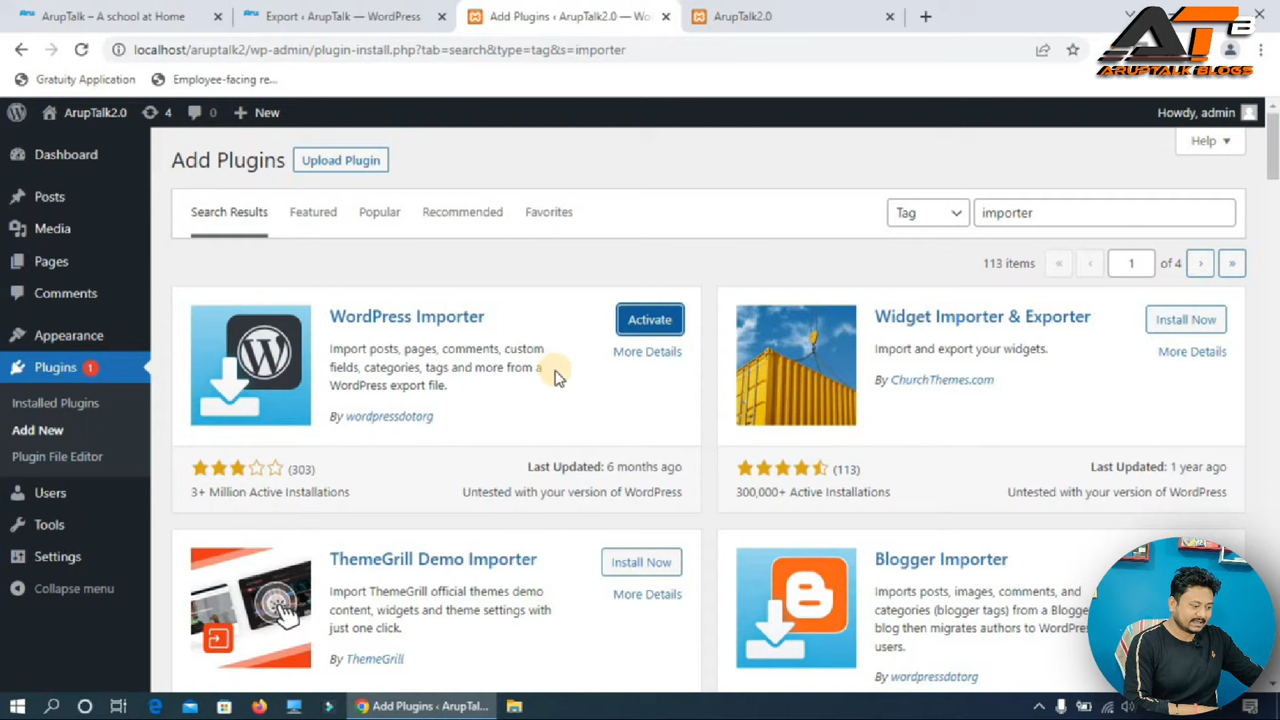 ArupTalk – A school at Home
Export ‹ ArupTalk — WordPress
Add Plugins ‹ ArupTalk2.0 — Wo
ArupTalk2.0
localhost/aruptalk2/wp-admin/plugin-install.php?tab=search&type=tag&s=importer
Gratuity Application
Employee-facing re...
ATB
ARUPTALK BLOGS
ArupTalk2.0
4
0
New
Howdy, admin
Dashboard
Posts
Media
Pages
Comments
Appearance
Plugins 1
Installed Plugins
Add New
Plugin File Editor
Users
Tools
Settings
Collapse menu
Add Plugins
Upload Plugin
Help
Search Results
Featured
Popular
Recommended
Favorites
Tag
importer
113 items
«
‹
1
of 4
›
»
WordPress Importer
Activate
More Details
Import posts, pages, comments, custom
fields, categories, tags and more from a
WordPress export file.
By wordpressdotorg
(303)
3+ Million Active Installations
Last Updated: 6 months ago
Untested with your version of WordPress
Widget Importer & Exporter
Install Now
More Details
Import and export your widgets.
By ChurchThemes.com
(113)
300,000+ Active Installations
Last Updated: 1 year ago
Untested with your version of WordPress
ThemeGrill Demo Importer
Install Now
More Details
Import ThemeGrill official themes demo
content, widgets and theme settings with
just one click.
By ThemeGrill
Blogger Importer
Imports posts, images, comments, and
categories (blogger tags) from a Blogge
blog then migrates authors to WordPre
users.
By wordpressdotorg
Add Plugins ‹ ArupTal...